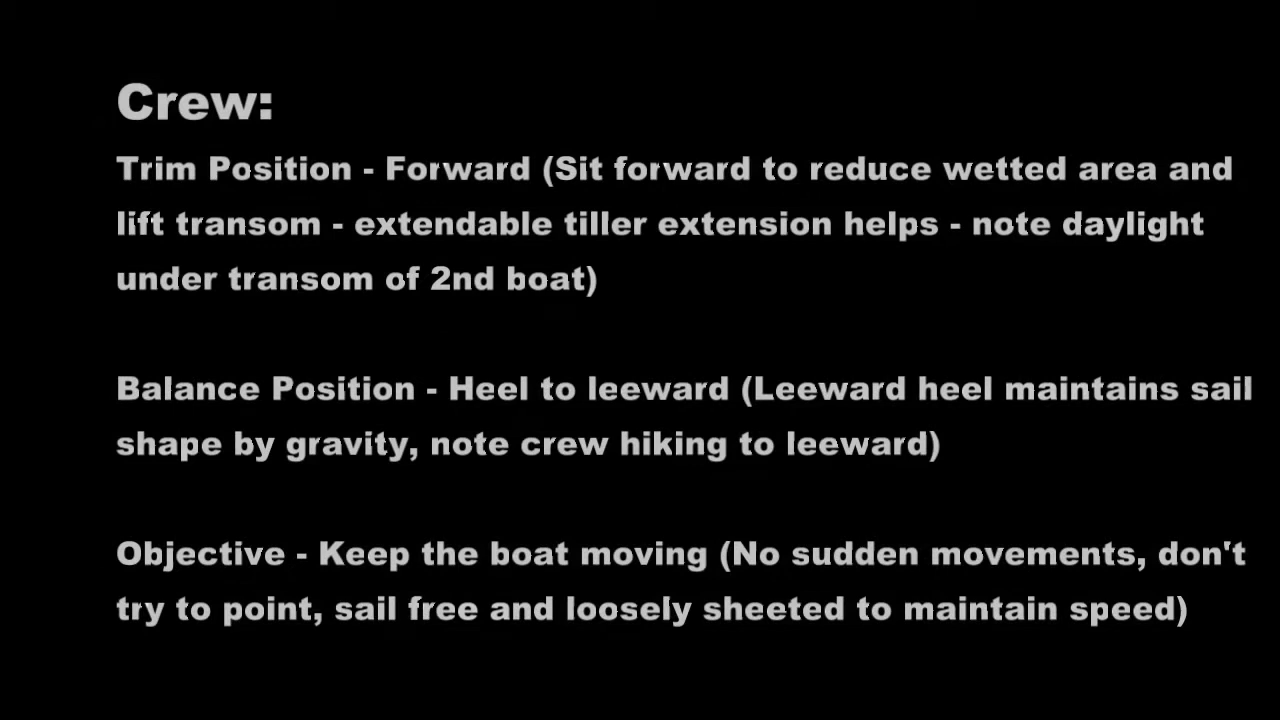 Crew:
Trim Position - Forward (Sit forward to reduce wetted area and
lift transom - extendable tiller extension helps - note daylight
under transom of 2nd boat)
Balance Position - Heel to leeward (Leeward heel maintains sail
shape by gravity, note crew hiking to leeward)
Objective - Keep the boat moving (No sudden movements, don't
try to point, sail free and loosely sheeted to maintain speed)